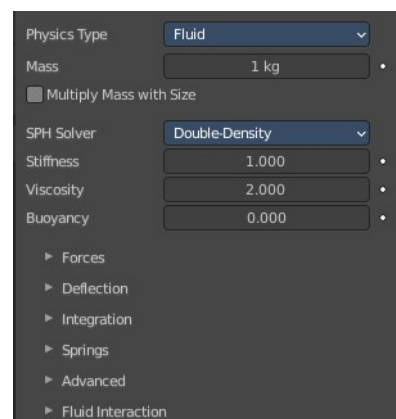 Physics Type Fluid
Mass 1 kg
Multiply Mass with Size
SPH Solver Double-Density
Stiffness 1.000
Viscosity 2.000
Buoyancy 0.000
Forces
Deflection
Integration
Springs
Advanced
Fluid Interaction